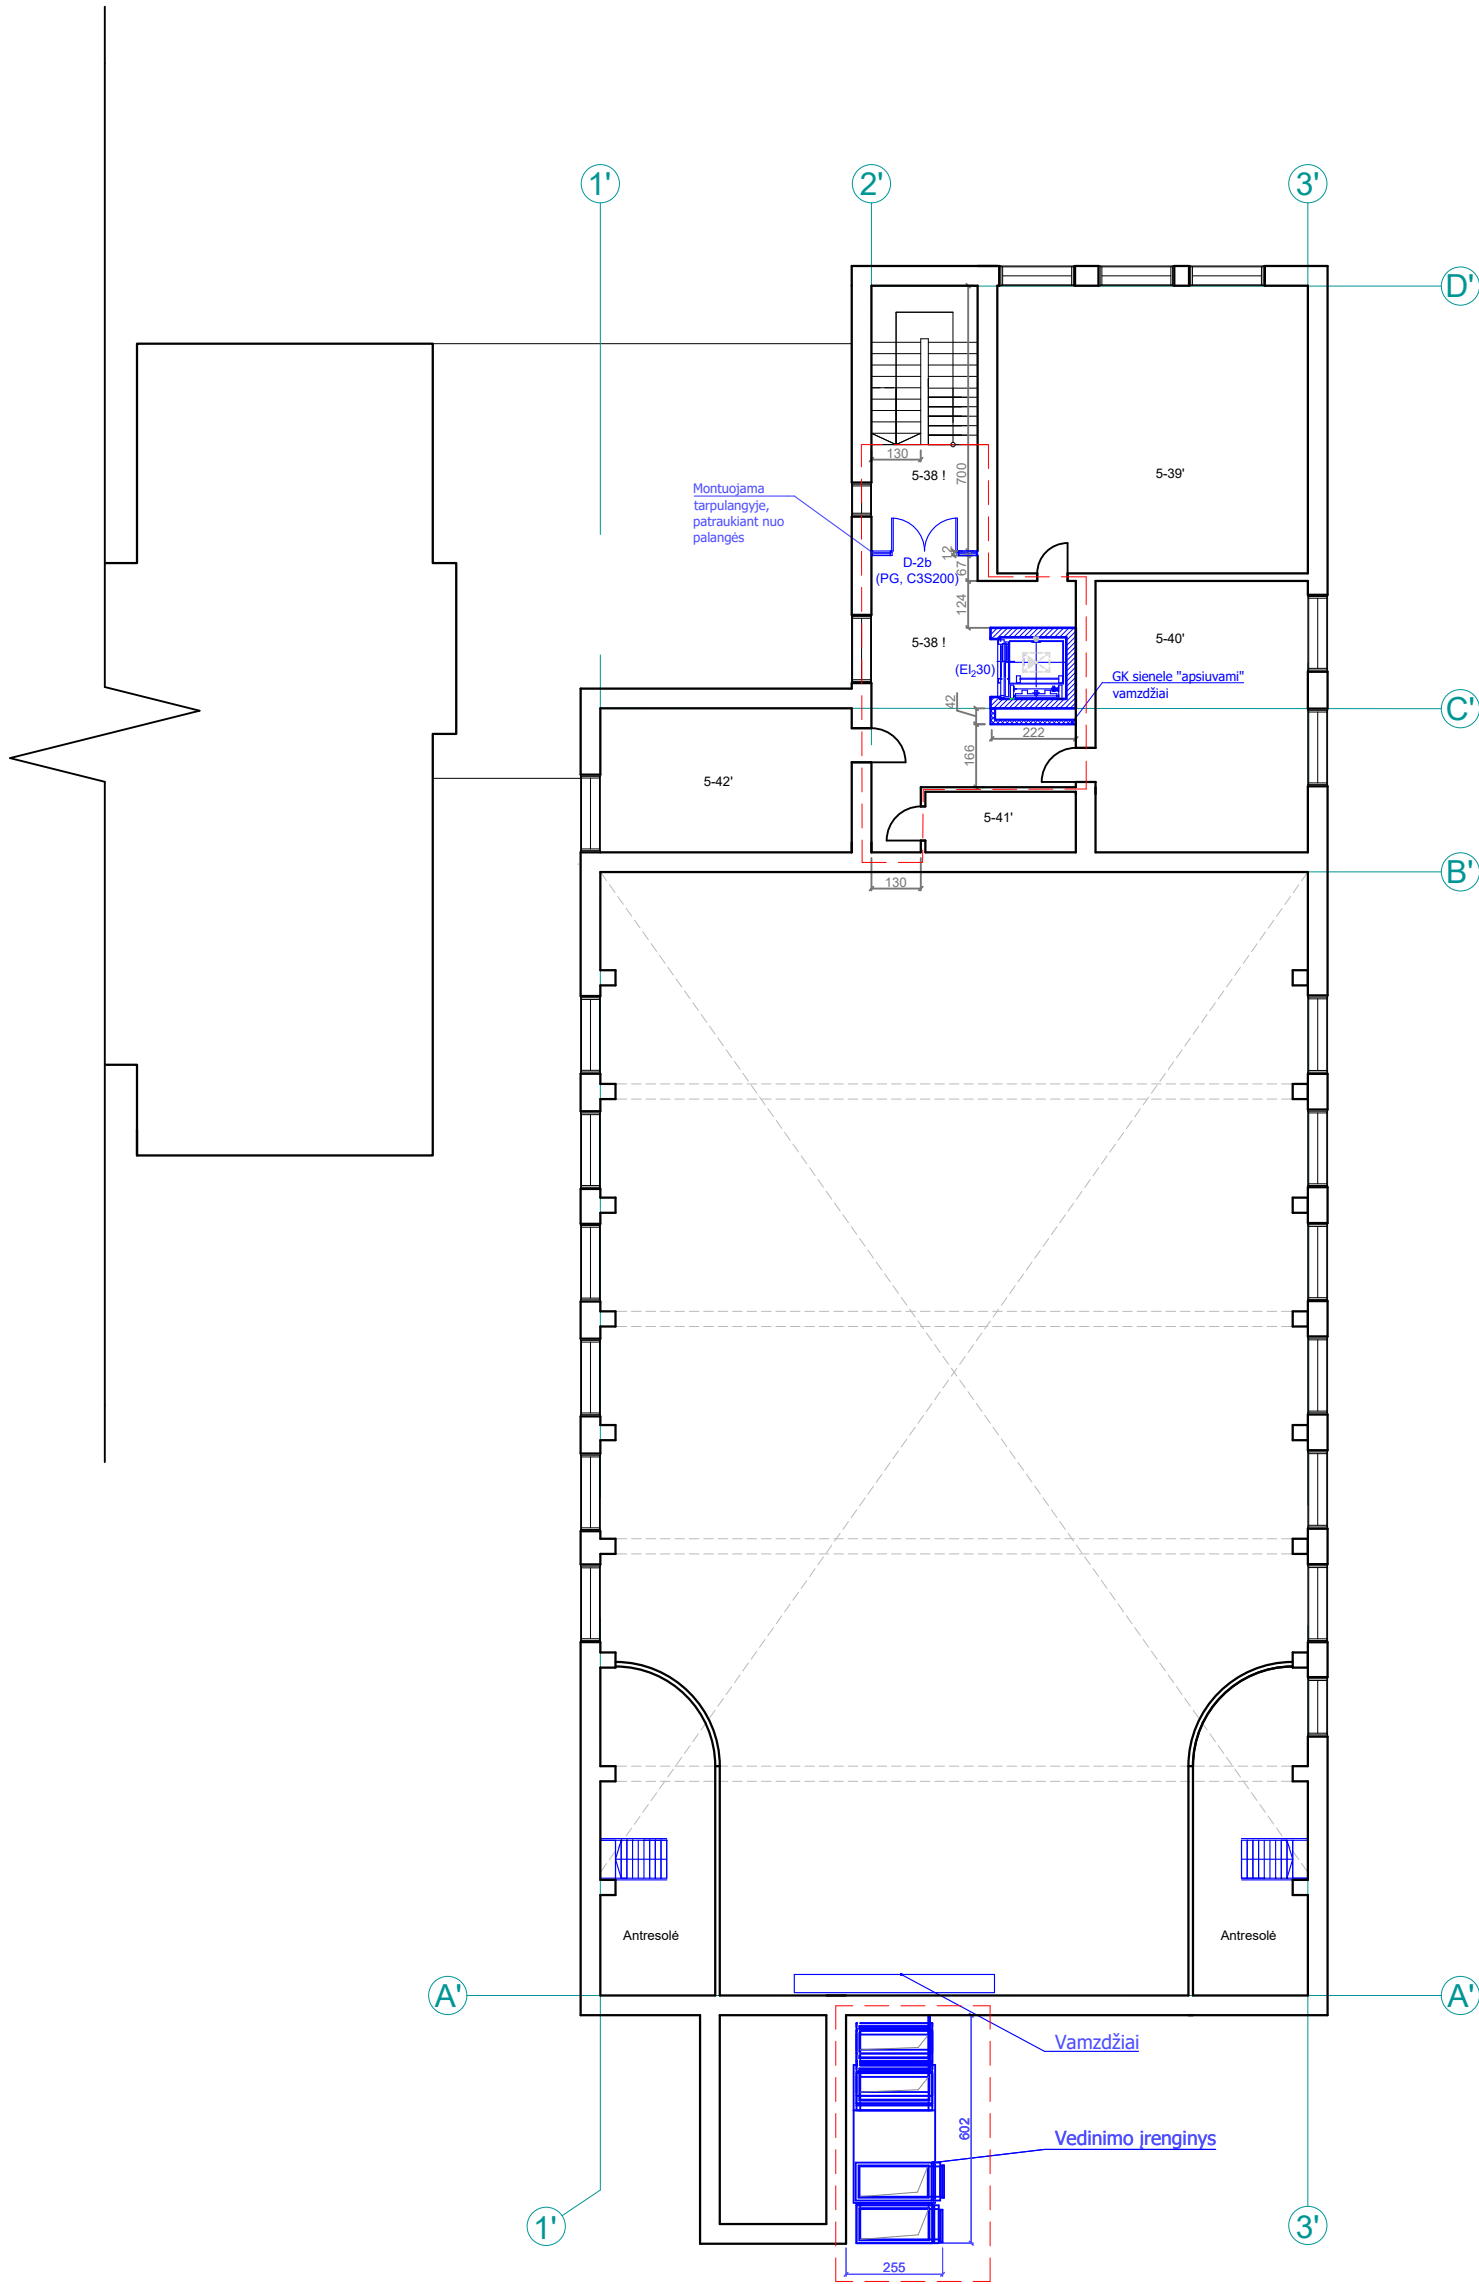 1'
2'
3'
D'
130
5-38 !
700
5-39'
Montuojama
tarpulangyje,
patraukiant nuo
palangės
12
D-2b
67
(PG, C3S200)
124
5-38 !
5-40'
(EI₂30)
GK sienele "apsiuvami"
vamzdžiai
42
C'
222
166
5-42'
5-41'
B'
130
Antresolė
Antresolė
A'
A'
Vamzdžiai
602
Vedinimo įrenginys
1'
3'
255